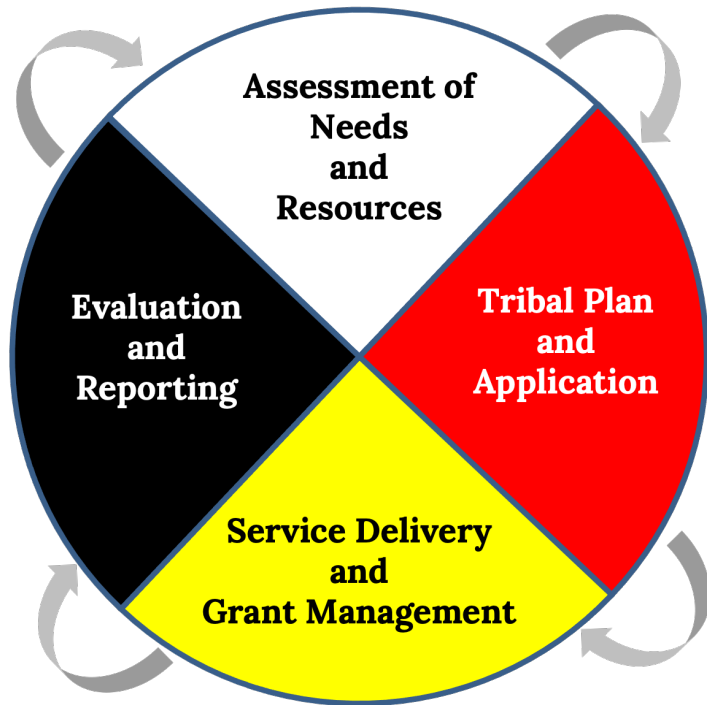 Assessment of
Needs
and
Resources
Tribal Plan
and
Application
Service Delivery
and
Grant Management
Evaluation
and
Reporting